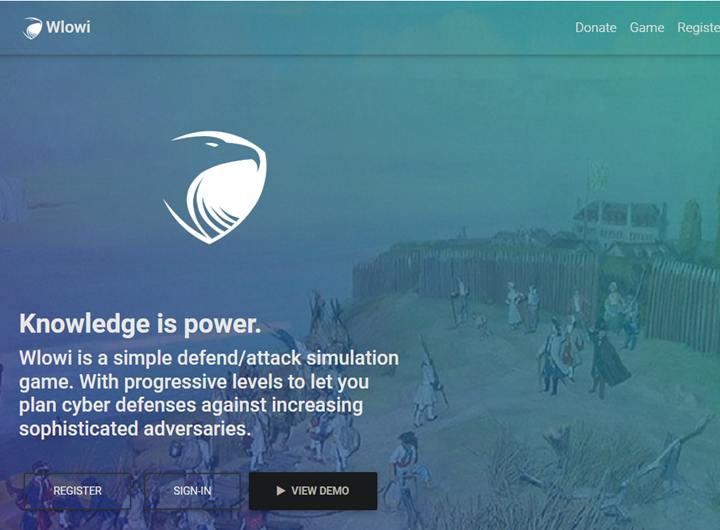 Wlowi
Donate Game Registe
Knowledge is power.
Wlowi is a simple defend/attack simulation
game. With progressive levels to let you
plan cyber defenses against increasing
sophisticated adversaries.
REGISTER SIGN-IN VIEW DEMO